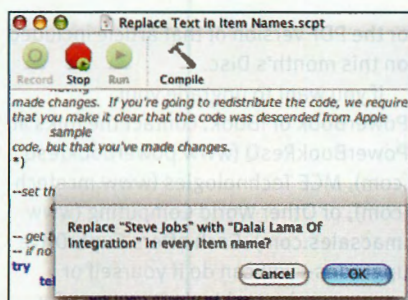 Replace Text in Item Names.scpt
Record Stop Run Compile
made changes. If you're going to redistribute the code, we require
that you make it clear that the code was descended from Apple
sample
code, but that you've made changes.
*)
--set th
Replace "Steve Jobs" with "Dalai Lama Of
Integration" in every item name?
-- get t
-- if no
try
tel
Cancel OK